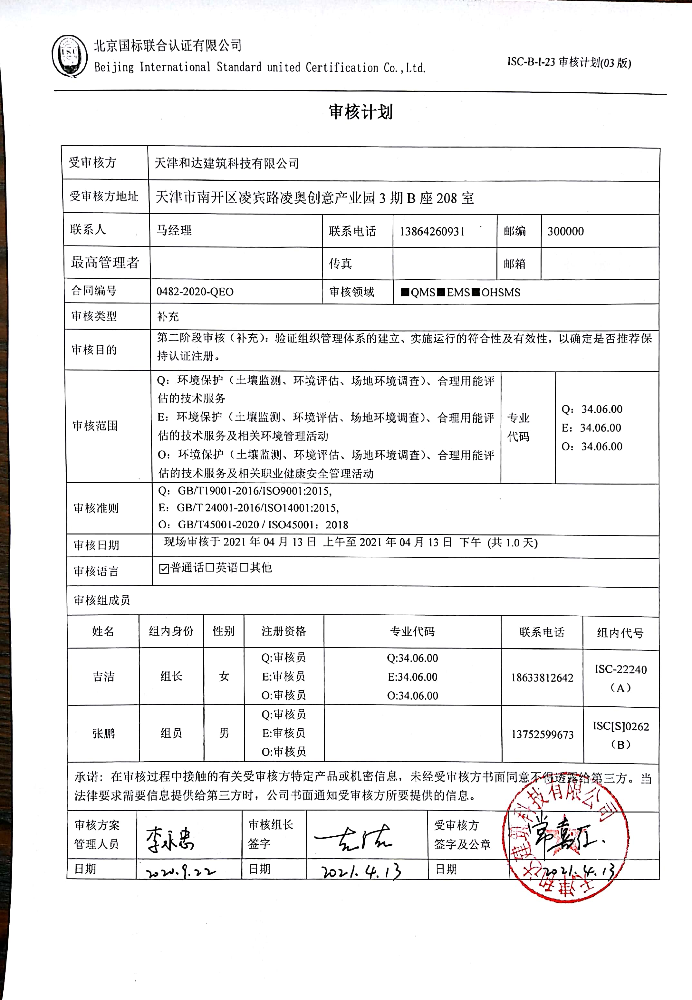 ISC
北京国标联合认证有限公司
Beijing International Standard united Certification Co.,Ltd.
ISC-B-I-23 审核计划(03 版)
审核计划
受审核方 天津和达建筑科技有限公司
受审核方地址 天津市南开区凌宾路凌奥创意产业园 3 期 B 座 208 室
联系人 马经理 联系电话 13864260931 邮编 300000
最高管理者 传真 邮箱
合同编号 0482-2020-QEO 审核领域 ■QMS■EMS■OHSMS
审核类型 补充
审核目的 第二阶段审核（补充）：验证组织管理体系的建立、实施运行的符合性及有效性，以确定是否推荐保
持认证注册。
审核范围
Q：环境保护（土壤监测、环境评估、场地环境调查）、合理用能评
估的技术服务
E：环境保护（土壤监测、环境评估、场地环境调查）、合理用能评
估的技术服务及相关环境管理活动
O：环境保护（土壤监测、环境评估、场地环境调查）、合理用能评
估的技术服务及相关职业健康安全管理活动
专业
代码
Q：34.06.00
E：34.06.00
O：34.06.00
审核准则
Q：GB/T19001-2016/ISO9001:2015,
E：GB/T 24001-2016/ISO14001:2015,
O：GB/T45001-2020 / ISO45001：2018
审核日期 现场审核于 2021 年 04 月 13 日 上午至 2021 年 04 月 13 日 下午 (共 1.0 天)
审核语言 ☑普通话□英语□其他
审核组成员
姓名 组内身份 性别 注册资格 专业代码 联系电话 组内代号
吉洁 组长 女
Q:审核员
E:审核员
O:审核员
Q:34.06.00
E:34.06.00
O:34.06.00
18633812642
ISC-22240
（A）
张鹏 组员 男
Q:审核员
E:审核员
O:审核员
13752599673
ISC[S]0262
（B）
承诺：在审核过程中接触的有关受审核方特定产品或机密信息，未经受审核方书面同意不得透露给第三方。当
法律要求需要信息提供给第三方时，公司书面通知受审核方所要提供的信息。
审核方案
管理人员
李永忠
审核组长
签字
吉洁
受审核方
签字及公章
常嘉红.
日期 2020.9.22 日期 2021.4.13 日期 2021.4.13
天津和达建筑科技有限公司